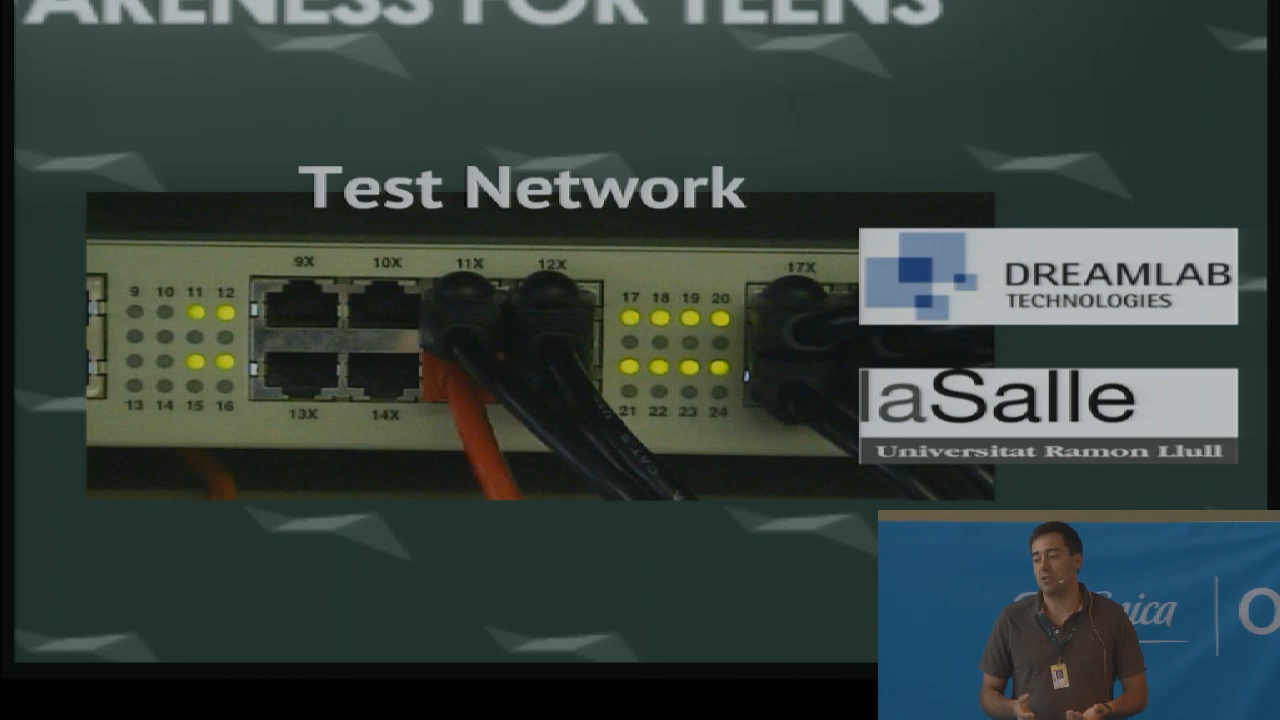 FOR TEENS
Test Network
9X 10X 11X 12X 17X
9 10 11 12
17 18 19 20
13 14 15 16
21 22 23 24
13X 14X
DREAMLAB
TECHNOLOGIES
laSalle
Universitat Ramon Llull